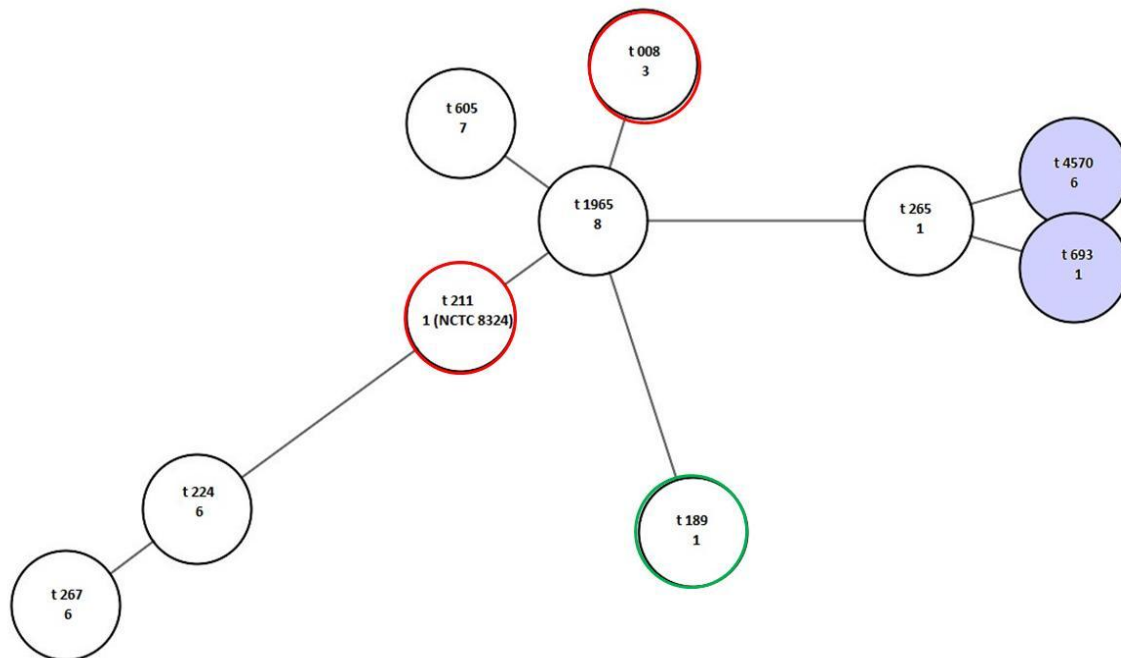 t 008
3
t 605
7
t 4570
6
t 1965
8
t 265
1
t 693
1
t 211
1 (NCTC 8324)
t 224
6
t 189
1
t 267
6